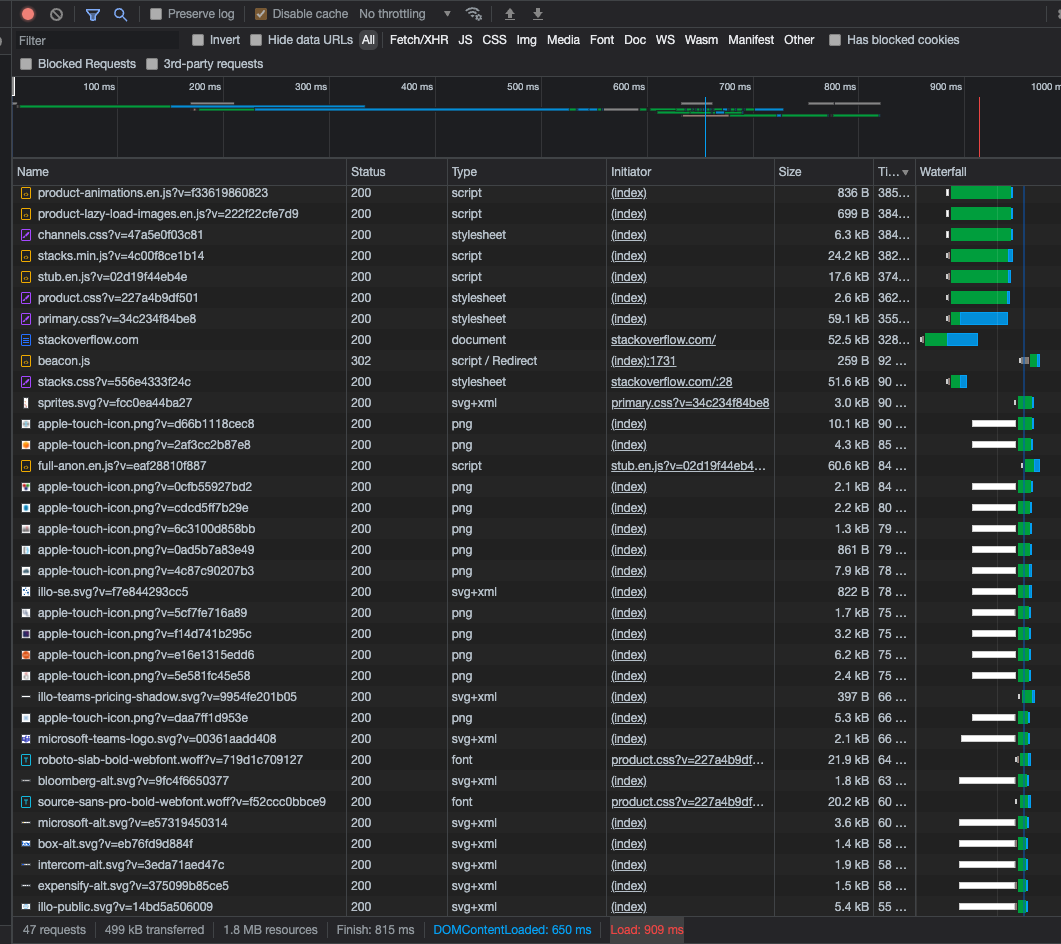 Preserve log Disable cache No throttling
Filter Invert Hide data URLs All Fetch/XHR JS CSS Img Media Font Doc WS Wasm Manifest Other Has blocked cookies
Blocked Requests 3rd-party requests
100 ms 200 ms 300 ms 400 ms 500 ms 600 ms 700 ms 800 ms 900 ms 1000 m
Name Status Type Initiator Size Ti... Waterfall
product-animations.en.js?v=f33619860823 200 script (index) 836 B 385...
product-lazy-load-images.en.js?v=222f22cfe7d9 200 script (index) 699 B 384...
channels.css?v=47a5e0f03c81 200 stylesheet (index) 6.3 kB 384...
stacks.min.js?v=4c00f8ce1b14 200 script (index) 24.2 kB 382...
stub.en.js?v=02d19f44eb4e 200 script (index) 17.6 kB 374...
product.css?v=227a4b9df501 200 stylesheet (index) 2.6 kB 362...
primary.css?v=34c234f84be8 200 stylesheet (index) 59.1 kB 355...
stackoverflow.com 200 document stackoverflow.com/ 52.5 kB 328...
beacon.js 302 script / Redirect (index):1731 259 B 92 ...
stacks.css?v=556e4333f24c 200 stylesheet stackoverflow.com/:28 51.6 kB 90 ...
sprites.svg?v=fcc0ea44ba27 200 svg+xml primary.css?v=34c234f84be8 3.0 kB 90 ...
apple-touch-icon.png?v=d66b1118cec8 200 png (index) 10.1 kB 90 ...
apple-touch-icon.png?v=2af3cc2b87e8 200 png (index) 4.3 kB 85 ...
full-anon.en.js?v=eaf28810f887 200 script stub.en.js?v=02d19f44eb4... 60.6 kB 84 ...
apple-touch-icon.png?v=0cfb55927bd2 200 png (index) 2.1 kB 84 ...
apple-touch-icon.png?v=cdcd5ff7b29e 200 png (index) 2.2 kB 80 ...
apple-touch-icon.png?v=6c3100d858bb 200 png (index) 1.3 kB 79 ...
apple-touch-icon.png?v=0ad5b7a83e49 200 png (index) 861 B 79 ...
apple-touch-icon.png?v=4c87c90207b3 200 png (index) 7.9 kB 78 ...
illo-se.svg?v=f7e844293cc5 200 svg+xml (index) 822 B 78 ...
apple-touch-icon.png?v=5cf7fe716a89 200 png (index) 1.7 kB 75 ...
apple-touch-icon.png?v=f14d741b295c 200 png (index) 3.2 kB 75 ...
apple-touch-icon.png?v=e16e1315edd6 200 png (index) 6.2 kB 75 ...
apple-touch-icon.png?v=5e581fc45e58 200 png (index) 2.4 kB 75 ...
illo-teams-pricing-shadow.svg?v=9954fe201b05 200 svg+xml (index) 397 B 66 ...
apple-touch-icon.png?v=daa7ff1d953e 200 png (index) 5.3 kB 66 ...
microsoft-teams-logo.svg?v=00361aadd408 200 svg+xml (index) 2.1 kB 66 ...
roboto-slab-bold-webfont.woff?v=719d1c709127 200 font product.css?v=227a4b9df... 21.9 kB 64 ...
bloomberg-alt.svg?v=9fc4f6650377 200 svg+xml (index) 1.8 kB 63 ...
source-sans-pro-bold-webfont.woff?v=f52ccc0bbce9 200 font product.css?v=227a4b9df... 20.2 kB 60 ...
microsoft-alt.svg?v=e57319450314 200 svg+xml (index) 3.6 kB 60 ...
box-alt.svg?v=eb76fd9d884f 200 svg+xml (index) 1.4 kB 58 ...
intercom-alt.svg?v=3eda71aed47c 200 svg+xml (index) 1.9 kB 58 ...
expensify-alt.svg?v=375099b85ce5 200 svg+xml (index) 1.5 kB 58 ...
illo-public.svg?v=14bd5a506009 200 svg+xml (index) 5.4 kB 55 ...
47 requests 499 kB transferred 1.8 MB resources Finish: 815 ms DOMContentLoaded: 650 ms Load: 909 ms